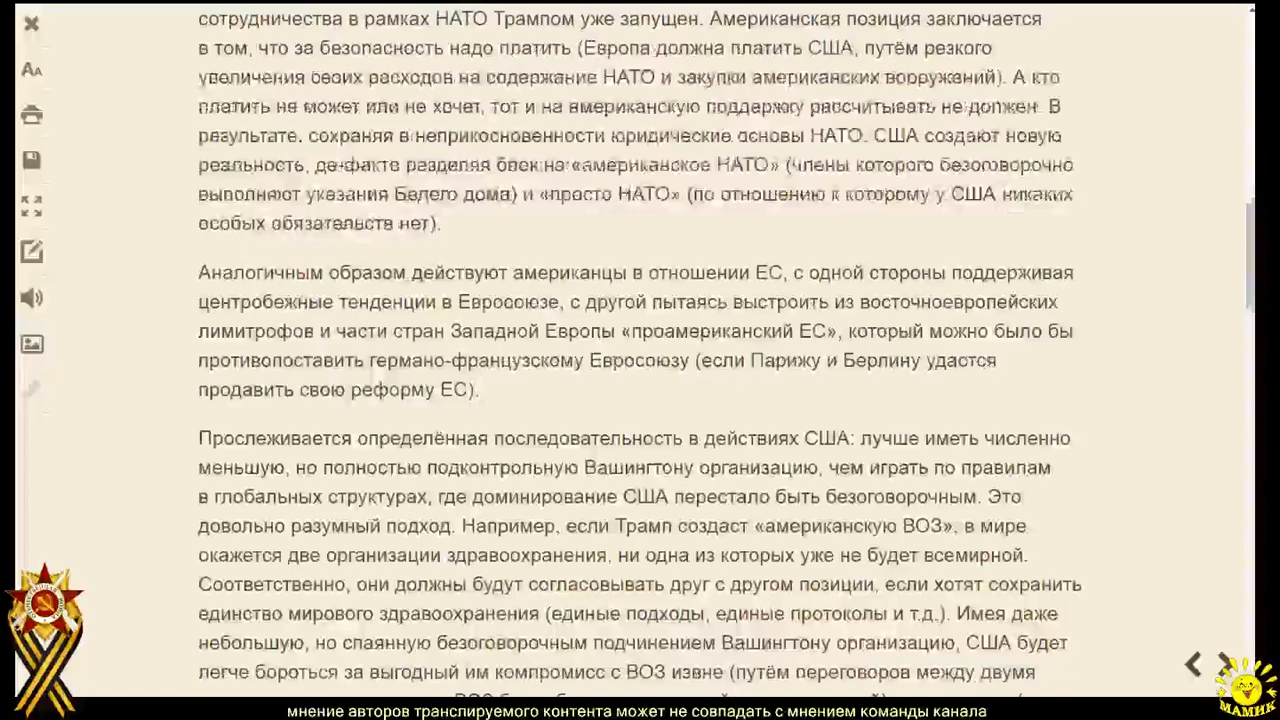 сотрудничества в рамках НАТО Трампом уже запущен. Американская позиция заключается
в том, что за безопасность надо платить (Европа должна платить США, путём резкого
увеличения своих расходов на содержание НАТО и закупки американских вооружений). А кто
платить не может или не хочет, тот и на американскую поддержку рассчитывать не должен. В
результате, сохраняя в неприкосновенности юридические основы НАТО, США создают новую
реальность, де-факто разделяя блок на «американское НАТО» (члены которого безоговорочно
выполняют указания Белого дома) и «просто НАТО» (по отношению к которому у США никаких
особых обязательств нет).
Аналогичным образом действуют американцы в отношении ЕС, с одной стороны поддерживая
центробежные тенденции в Евросоюзе, с другой пытаясь выстроить из восточноевропейских
лимитрофов и части стран Западной Европы «проамериканский ЕС», который можно было бы
противопоставить германо-французскому Евросоюзу (если Парижу и Берлину удастся
продавить свою реформу ЕС).
Прослеживается определённая последовательность в действиях США: лучше иметь численно
меньшую, но полностью подконтрольную Вашингтону организацию, чем играть по правилам
в глобальных структурах, где доминирование США перестало быть безоговорочным. Это
довольно разумный подход. Например, если Трамп создаст «американскую ВОЗ», в мире
окажется две организации здравоохранения, ни одна из которых уже не будет всемирной.
Соответственно, они должны будут согласовывать друг с другом позиции, если хотят сохранить
единство мирового здравоохранения (единые подходы, единые протоколы и т.д.). Имея даже
небольшую, но спаянную безоговорочным подчинением Вашингтону организацию, США будет
легче бороться за выгодный им компромисс с ВОЗ извне (путём переговоров между двумя
МАМИК
мнение авторов транслируемого контента может не совпадать с мнением команды канала